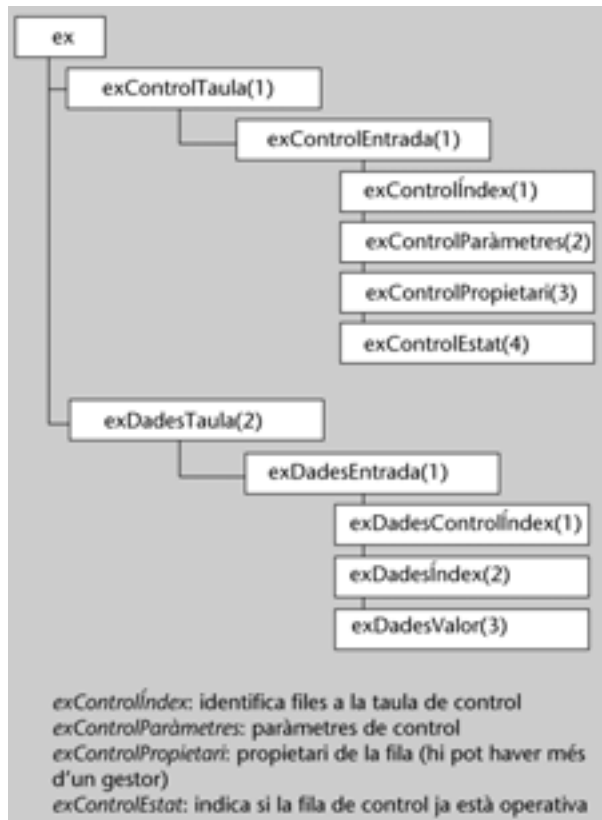 ex
exControlTaula(1)
exControlEntrada(1)
exControlÍndex(1)
exControlParàmetres(2)
exControlPropietari(3)
exControlEstat(4)
exDadesTaula(2)
exDadesEntrada(1)
exDadesControlÍndex(1)
exDadesÍndex(2)
exDadesValor(3)
exControlÍndex: identifica files a la taula de control
exControlParàmetres: paràmetres de control
exControlPropietari: propietari de la fila (hi pot haver més
d'un gestor)
exControlEstat: indica si la fila de control ja està operativa